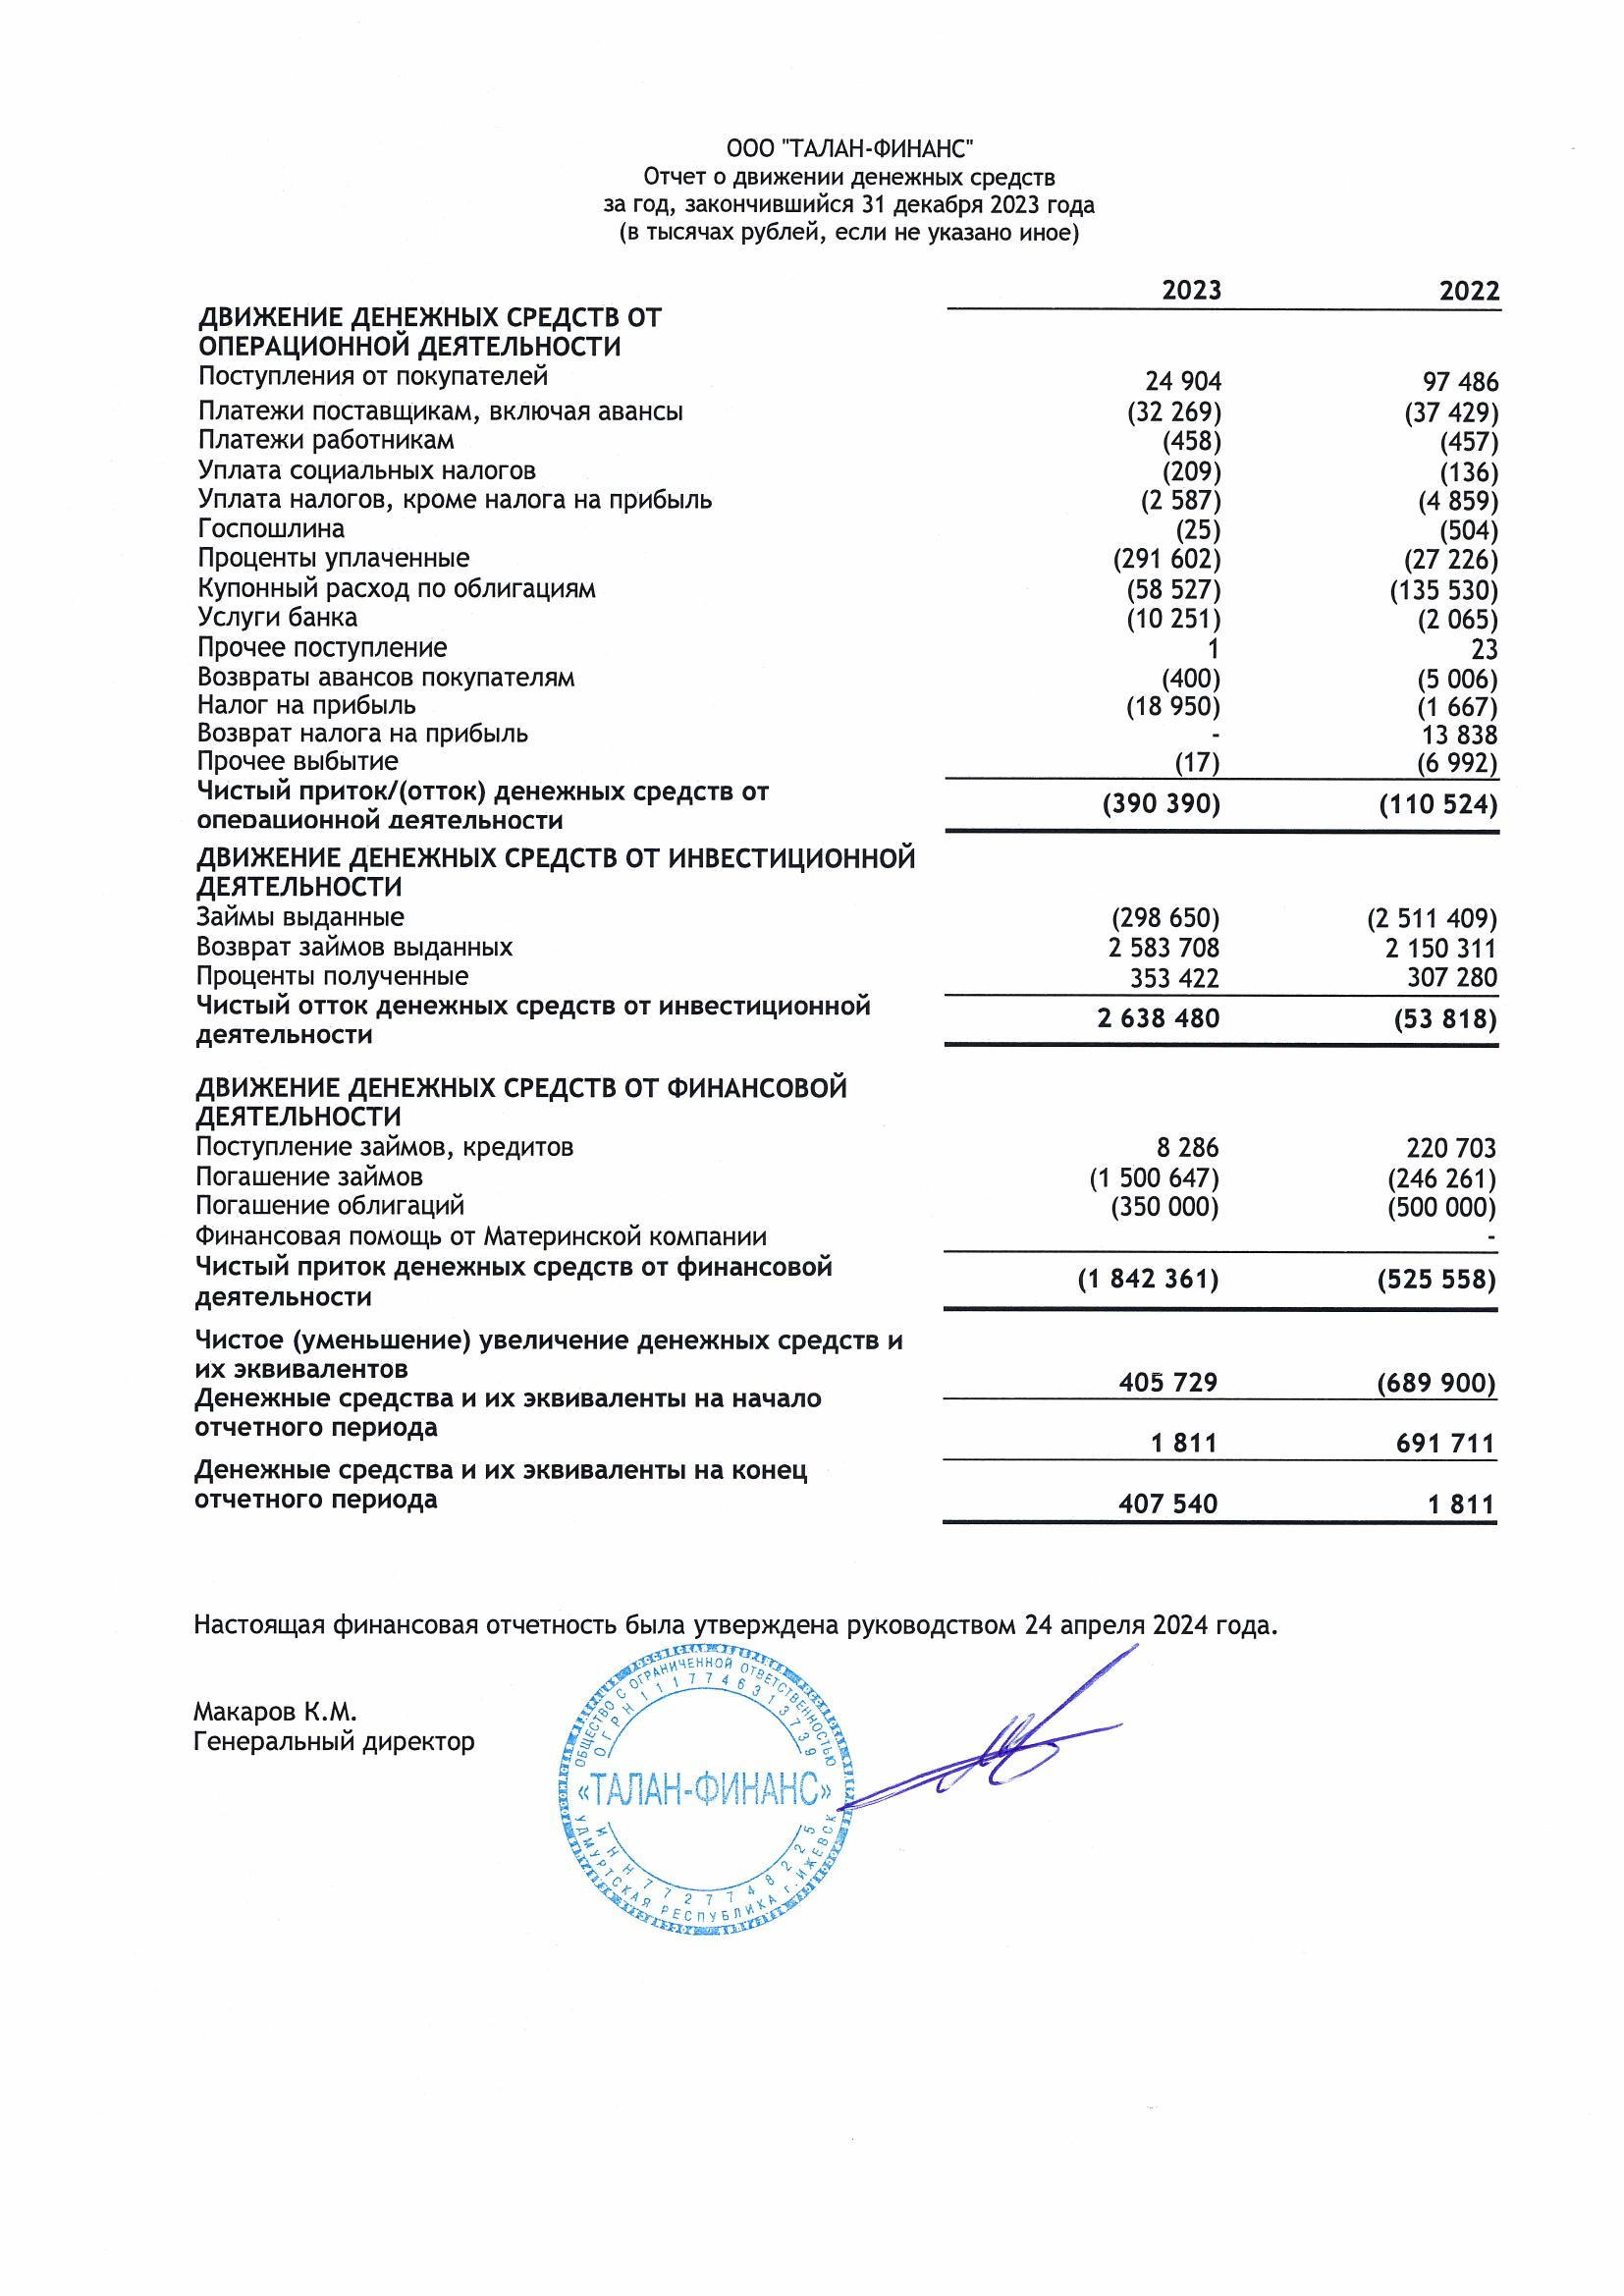 ООО "ТАЛАН-ФИНАНС"
Отчет о движении денежных средств
за год, закончившийся 31 декабря 2023 года
(в тысячах рублей, если не указано иное)
2023 2022
ДВИЖЕНИЕ ДЕНЕЖНЫХ СРЕДСТВ ОТ
ОПЕРАЦИОННОЙ ДЕЯТЕЛЬНОСТИ
Поступления от покупателей 24 904 97 486
Платежи поставщикам, включая авансы (32 269) (37 429)
Платежи работникам (458) (457)
Уплата социальных налогов (209) (136)
Уплата налогов, кроме налога на прибыль (2 587) (4 859)
Госпошлина (25) (504)
Проценты уплаченные (291 602) (27 226)
Купонный расход по облигациям (58 527) (135 530)
Услуги банка (10 251) (2 065)
Прочее поступление 1 23
Возвраты авансов покупателям (400) (5 006)
Налог на прибыль (18 950) (1 667)
Возврат налога на прибыль - 13 838
Прочее выбытие (17) (6 992)
Чистый приток/(отток) денежных средств от
операционной деятельности (390 390) (110 524)
ДВИЖЕНИЕ ДЕНЕЖНЫХ СРЕДСТВ ОТ ИНВЕСТИЦИОННОЙ
ДЕЯТЕЛЬНОСТИ
Займы выданные (298 650) (2 511 409)
Возврат займов выданных 2 583 708 2 150 311
Проценты полученные 353 422 307 280
Чистый отток денежных средств от инвестиционной
деятельности 2 638 480 (53 818)
ДВИЖЕНИЕ ДЕНЕЖНЫХ СРЕДСТВ ОТ ФИНАНСОВОЙ
ДЕЯТЕЛЬНОСТИ
Поступление займов, кредитов 8 286 220 703
Погашение займов (1 500 647) (246 261)
Погашение облигаций (350 000) (500 000)
Финансовая помощь от Материнской компании -
Чистый приток денежных средств от финансовой
деятельности (1 842 361) (525 558)
Чистое (уменьшение) увеличение денежных средств и
их эквивалентов 405 729 (689 900)
Денежные средства и их эквиваленты на начало
отчетного периода 1 811 691 711
Денежные средства и их эквиваленты на конец
отчетного периода 407 540 1 811
Настоящая финансовая отчетность была утверждена руководством 24 апреля 2024 года.
Макаров К.М.
Генеральный директор
ОБЩЕСТВО С ОГРАНИЧЕННОЙ ОТВЕТСТВЕННОСТЬЮ
ОГРН 1117746313739
«ТАЛАН-ФИНАНС»
ИНН 7727748225
УДМУРТСКАЯ РЕСПУБЛИКА г. ИЖЕВСК